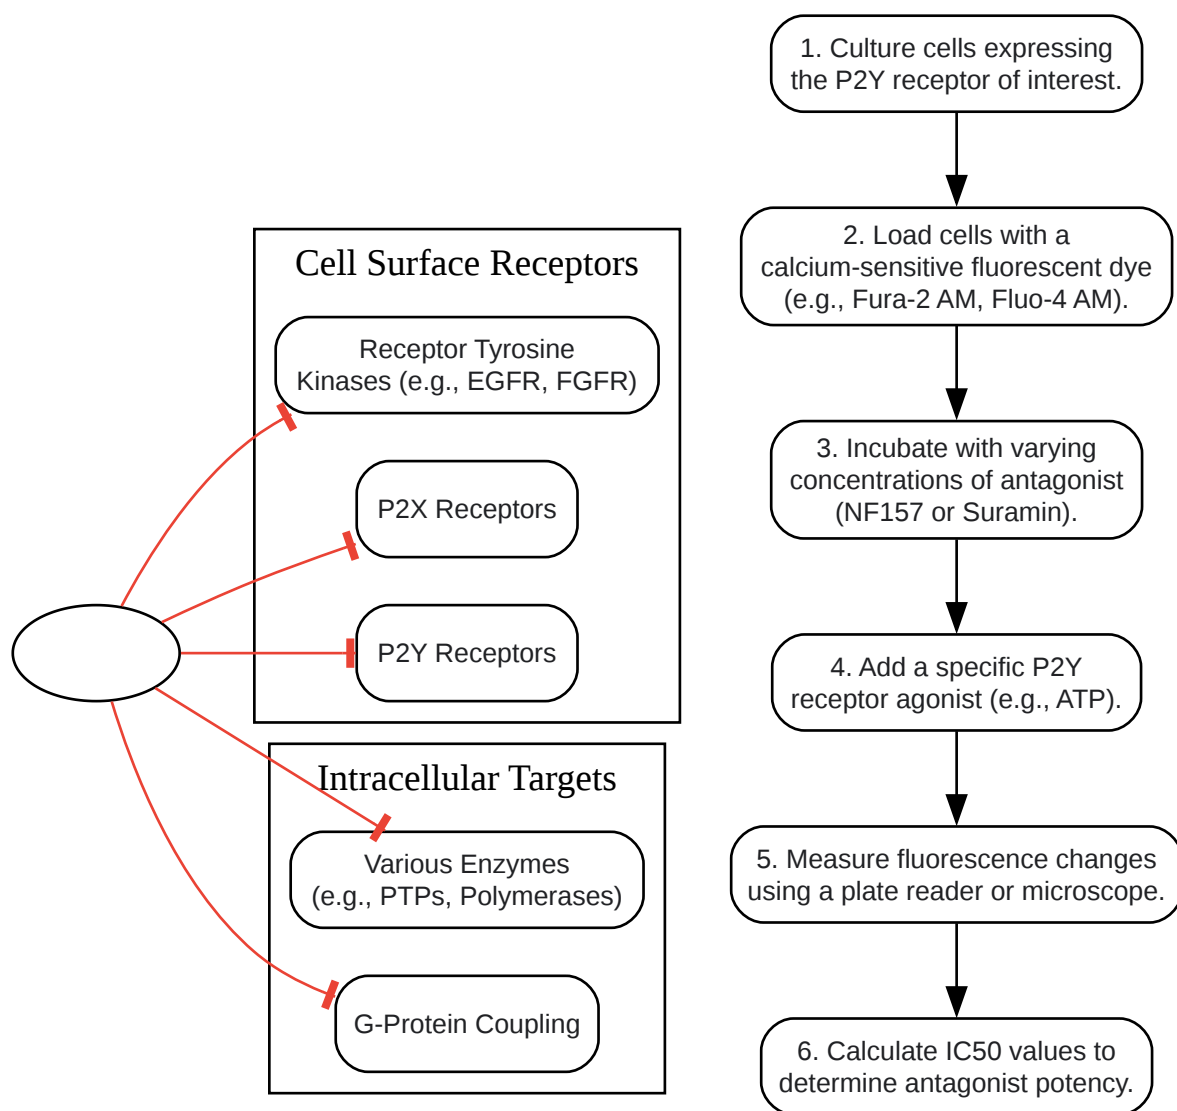 Cell Surface Receptors
Receptor Tyrosine
Kinases (e.g., EGFR, FGFR)
P2X Receptors
P2Y Receptors
Intracellular Targets
Various Enzymes
(e.g., PTPs, Polymerases)
G-Protein Coupling
1. Culture cells expressing
the P2Y receptor of interest.
2. Load cells with a
calcium-sensitive fluorescent dye
(e.g., Fura-2 AM, Fluo-4 AM).
3. Incubate with varying
concentrations of antagonist
(NF157 or Suramin).
4. Add a specific P2Y
receptor agonist (e.g., ATP).
5. Measure fluorescence changes
using a plate reader or microscope.
6. Calculate IC50 values to
determine antagonist potency.